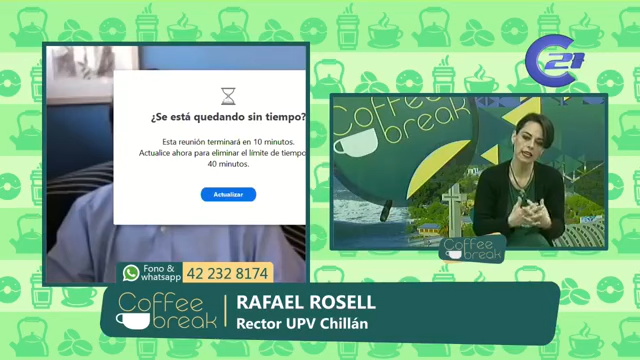 C21
¿Se está quedando sin tiempo?
Esta reunión terminará en 10 minutos.
Actualice ahora para eliminar el límite de tiempo
40 minutos.
Actualizar
Coffee
break
Coffee
break
Fono &
whatsapp
42 232 8174
Coffee
break
RAFAEL ROSELL
Rector UPV Chillán